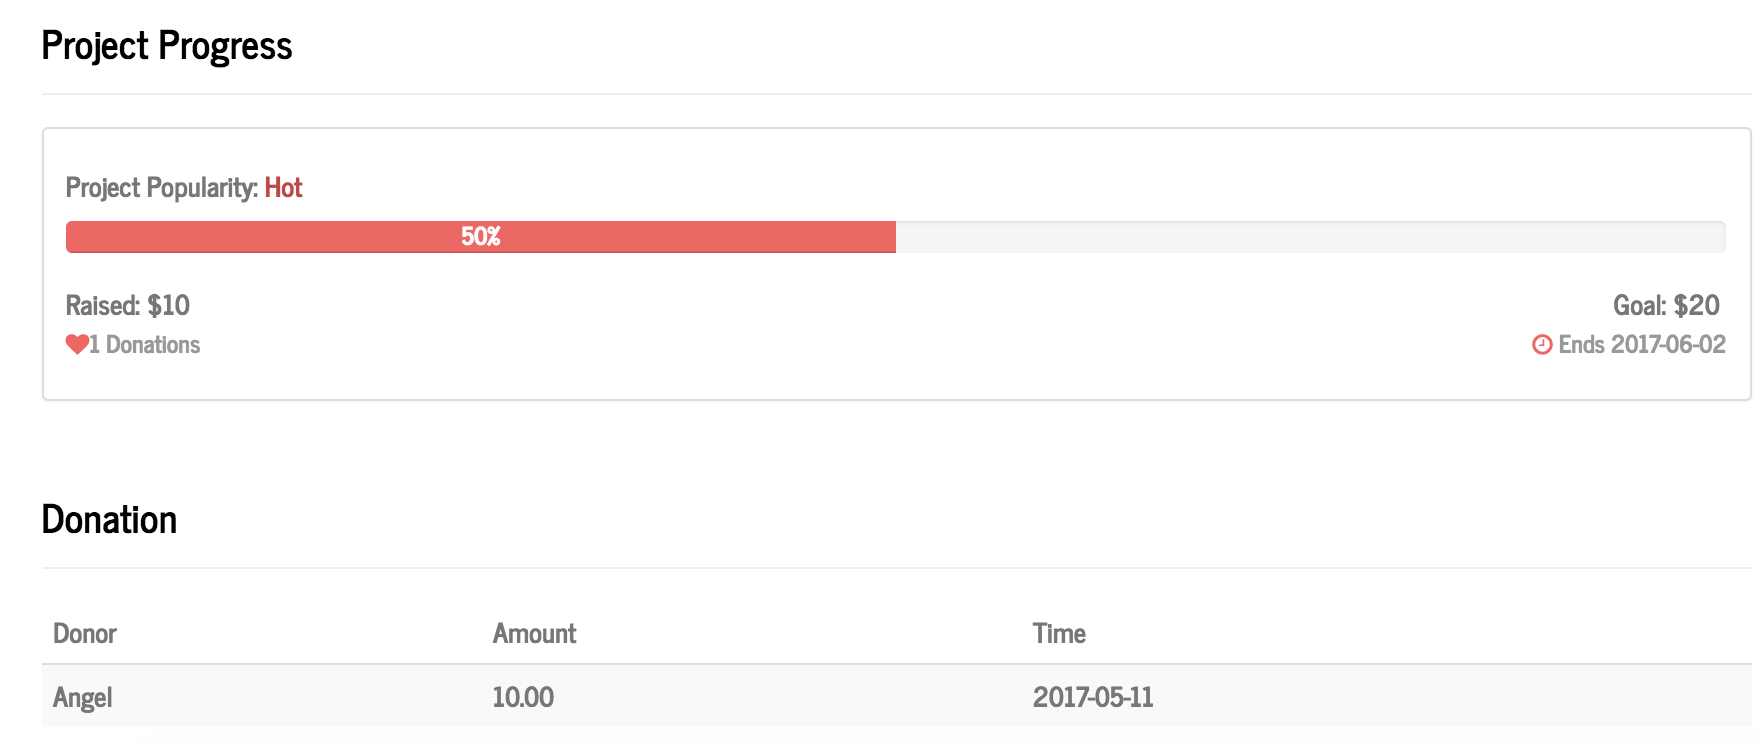 Project Progress
Project Popularity: Hot
50%
Raised: $10 Goal: $20
1 Donations Ends 2017-06-02
Donation
Donor Amount Time
Angel 10.00 2017-05-11